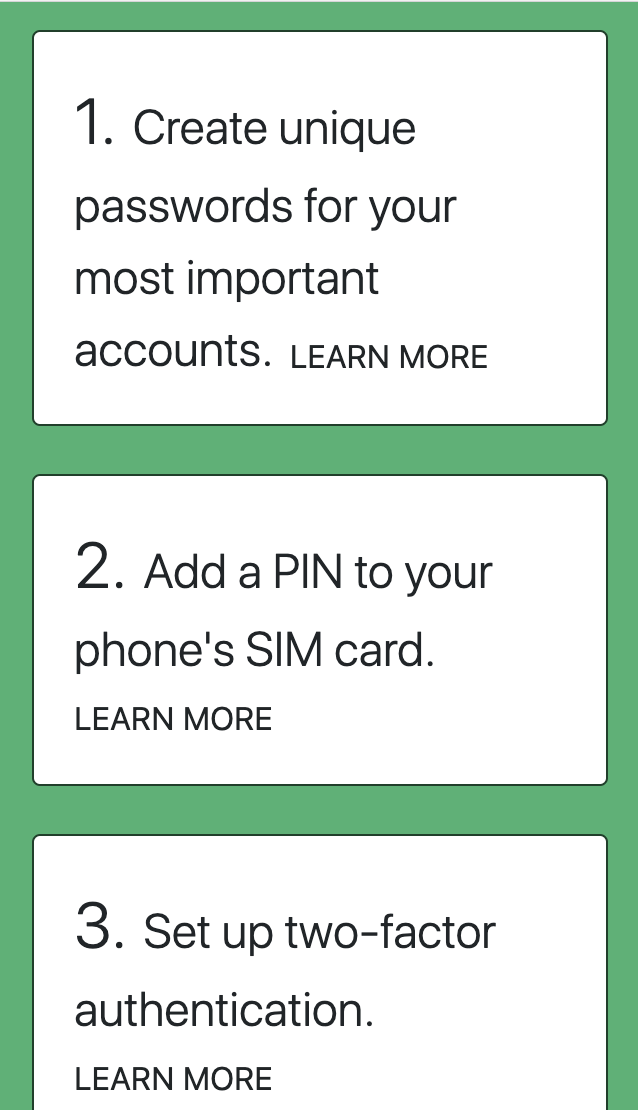 1. Create unique
passwords for your
most important
accounts. LEARN MORE
2. Add a PIN to your
phone's SIM card.
LEARN MORE
3. Set up two-factor
authentication.
LEARN MORE